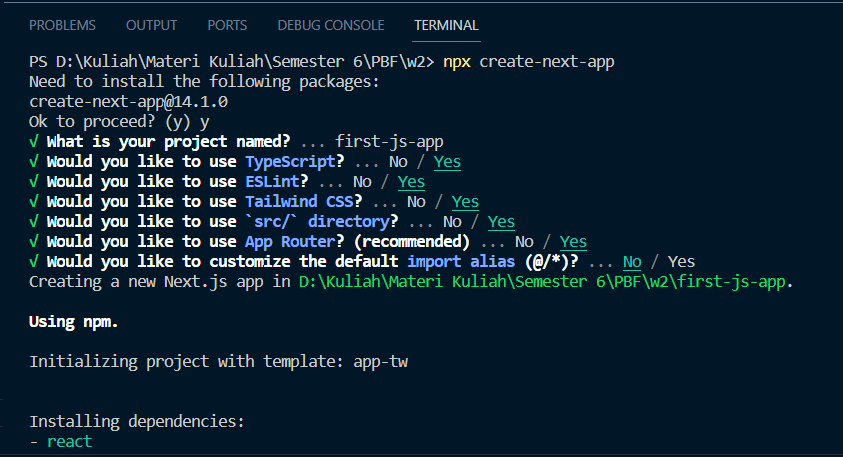 PROBLEMS OUTPUT PORTS DEBUG CONSOLE TERMINAL
PS D:\Kuliah\Materi Kuliah\Semester 6\PBF\w2> npx create-next-app
Need to install the following packages:
create-next-app@14.1.0
Ok to proceed? (y) y
√ What is your project named? ... first-js-app
√ Would you like to use TypeScript? ... No / Yes
√ Would you like to use ESLint? ... No / Yes
√ Would you like to use Tailwind CSS? ... No / Yes
√ Would you like to use `src/` directory? ... No / Yes
√ Would you like to use App Router? (recommended) ... No / Yes
√ Would you like to customize the default import alias (@/*)? ... No / Yes
Creating a new Next.js app in D:\Kuliah\Materi Kuliah\Semester 6\PBF\w2\first-js-app.
Using npm.
Initializing project with template: app-tw
Installing dependencies:
- react